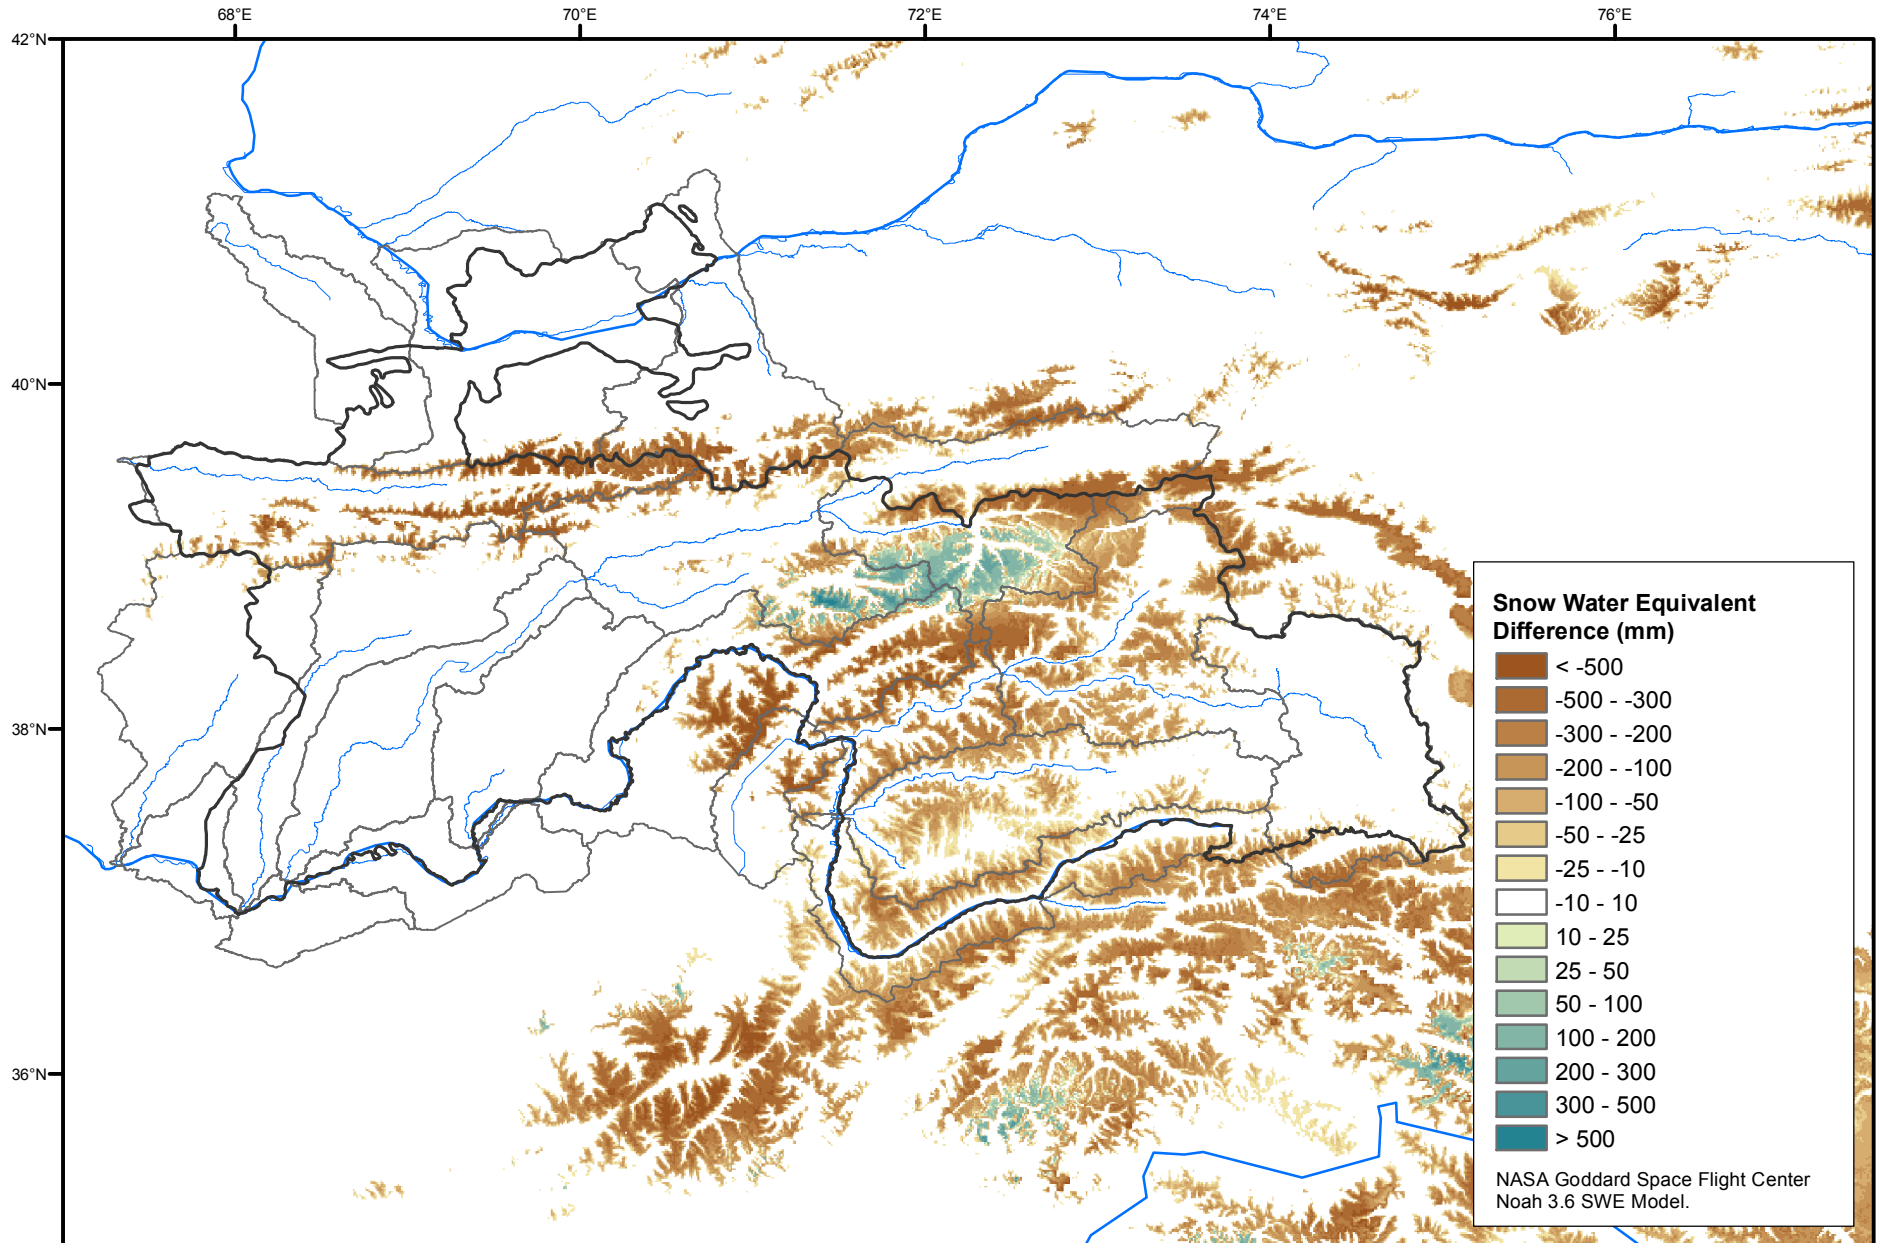 68°E 70°E 72°E 74°E 76°E
42°N
40°N
38°N
36°N
Snow Water Equivalent
Difference (mm)
< -500
-500 - -300
-300 - -200
-200 - -100
-100 - -50
-50 - -25
-25 - -10
-10 - 10
10 - 25
25 - 50
50 - 100
100 - 200
200 - 300
300 - 500
> 500
NASA Goddard Space Flight Center
Noah 3.6 SWE Model.